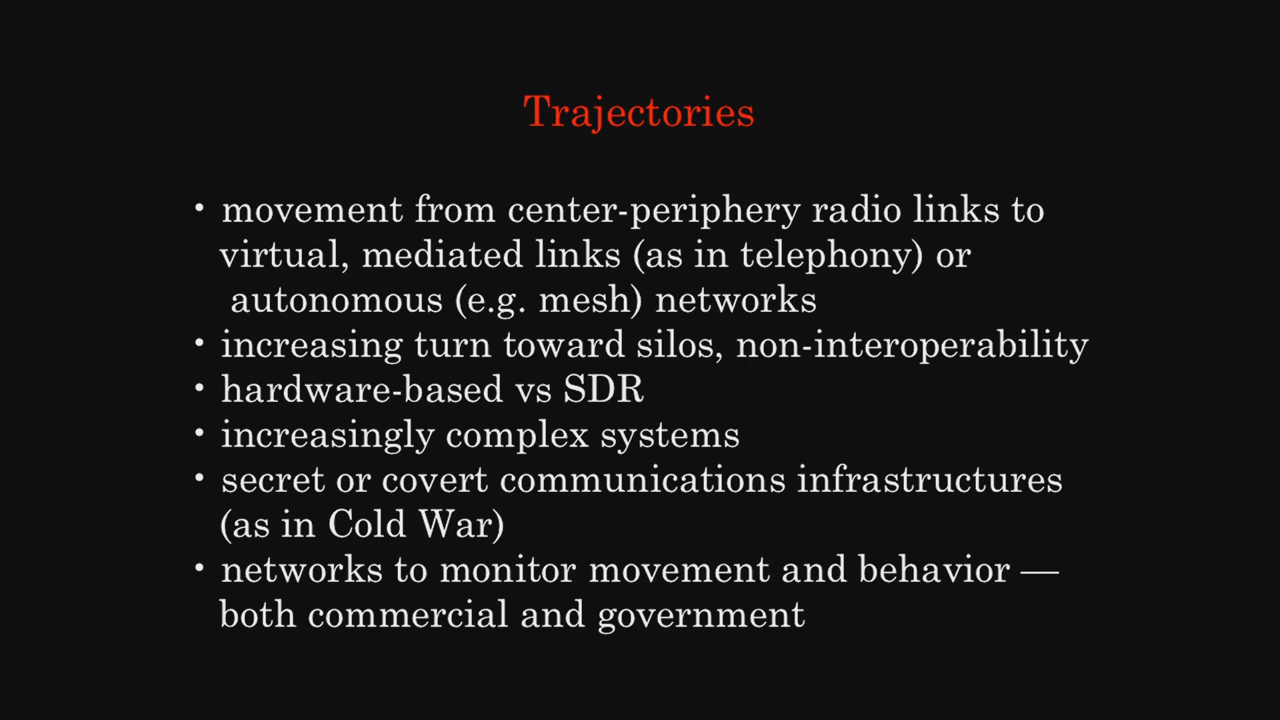 Trajectories
• movement from center-periphery radio links to
virtual, mediated links (as in telephony) or
autonomous (e.g. mesh) networks
• increasing turn toward silos, non-interoperability
• hardware-based vs SDR
• increasingly complex systems
• secret or covert communications infrastructures
(as in Cold War)
• networks to monitor movement and behavior —
both commercial and government